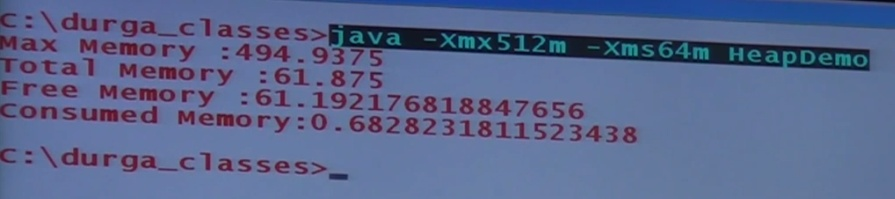 C:\durga_classes>java -Xmx512m -Xms64m HeapDemo
Max Memory :494.9375
Total Memory :61.875
Free Memory :61.192176818847656
Consumed Memory:0.6828231811523438
C:\durga_classes>_